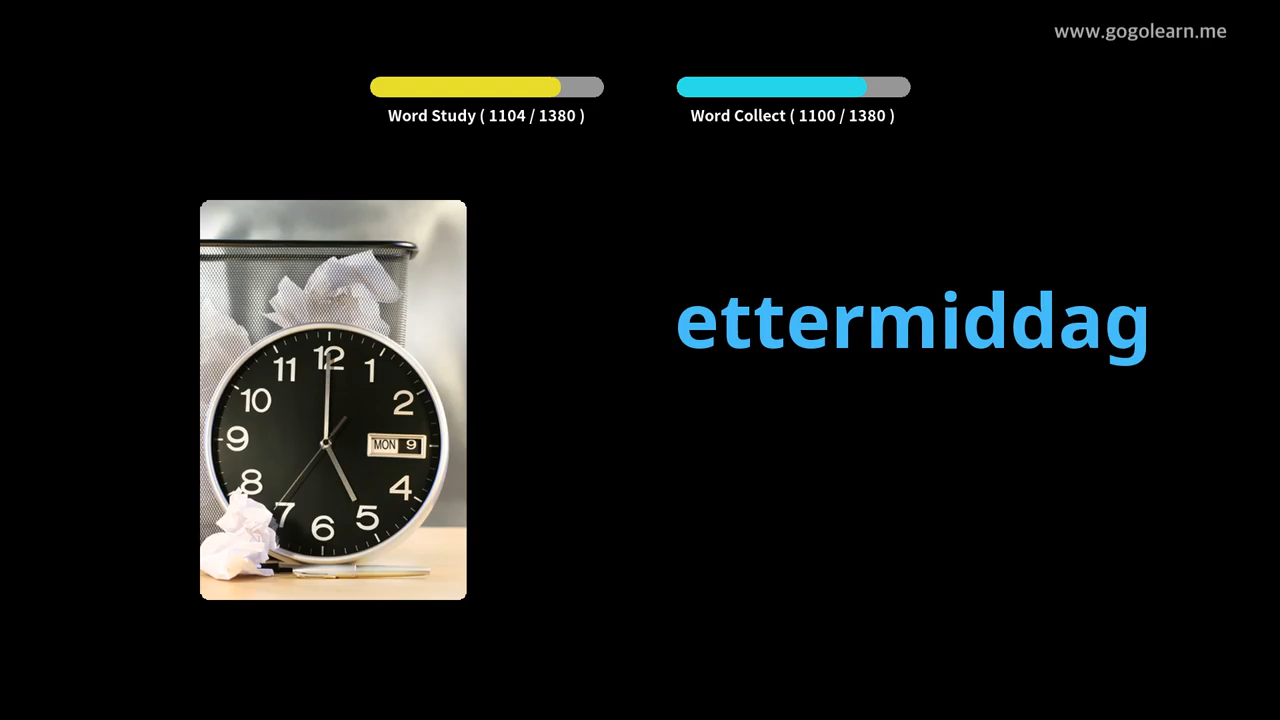 www.gogolearn.me
Word Study ( 1104 / 1380 )
Word Collect ( 1100 / 1380 )
ettermiddag
12
11
1
10
2
9
MON 9
8
4
7
5
6